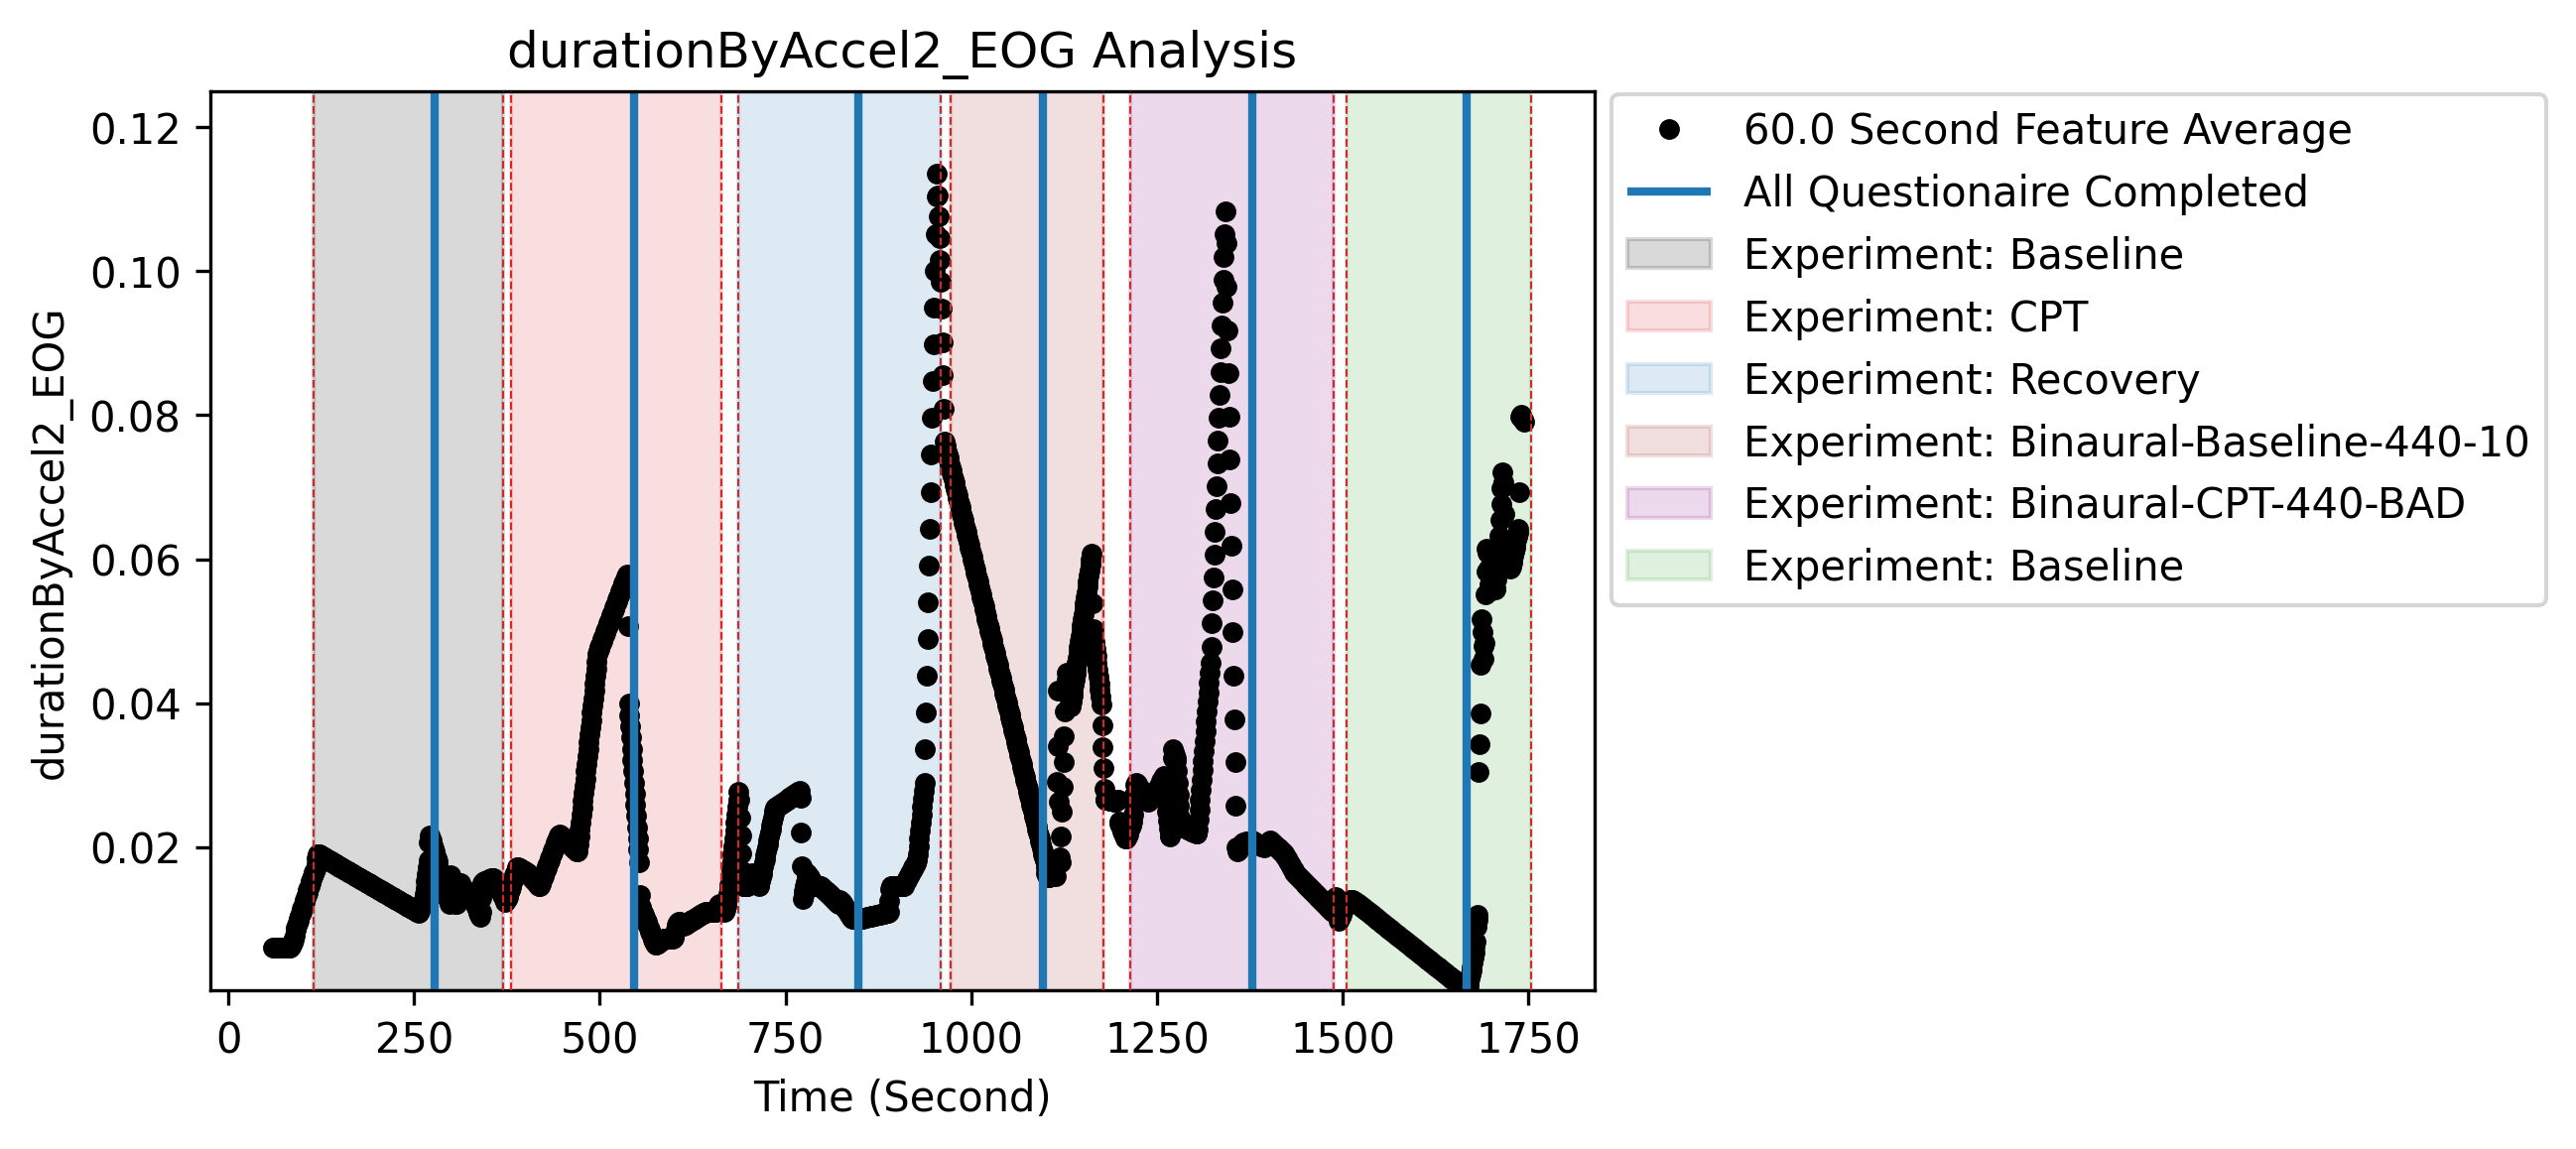 durationByAccel2_EOG Analysis
durationByAccel2_EOG
0.12
0.10
0.08
0.06
0.04
0.02
0 250 500 750 1000 1250 1500 1750
Time (Second)
60.0 Second Feature Average
All Questionaire Completed
Experiment: Baseline
Experiment: CPT
Experiment: Recovery
Experiment: Binaural-Baseline-440-10
Experiment: Binaural-CPT-440-BAD
Experiment: Baseline